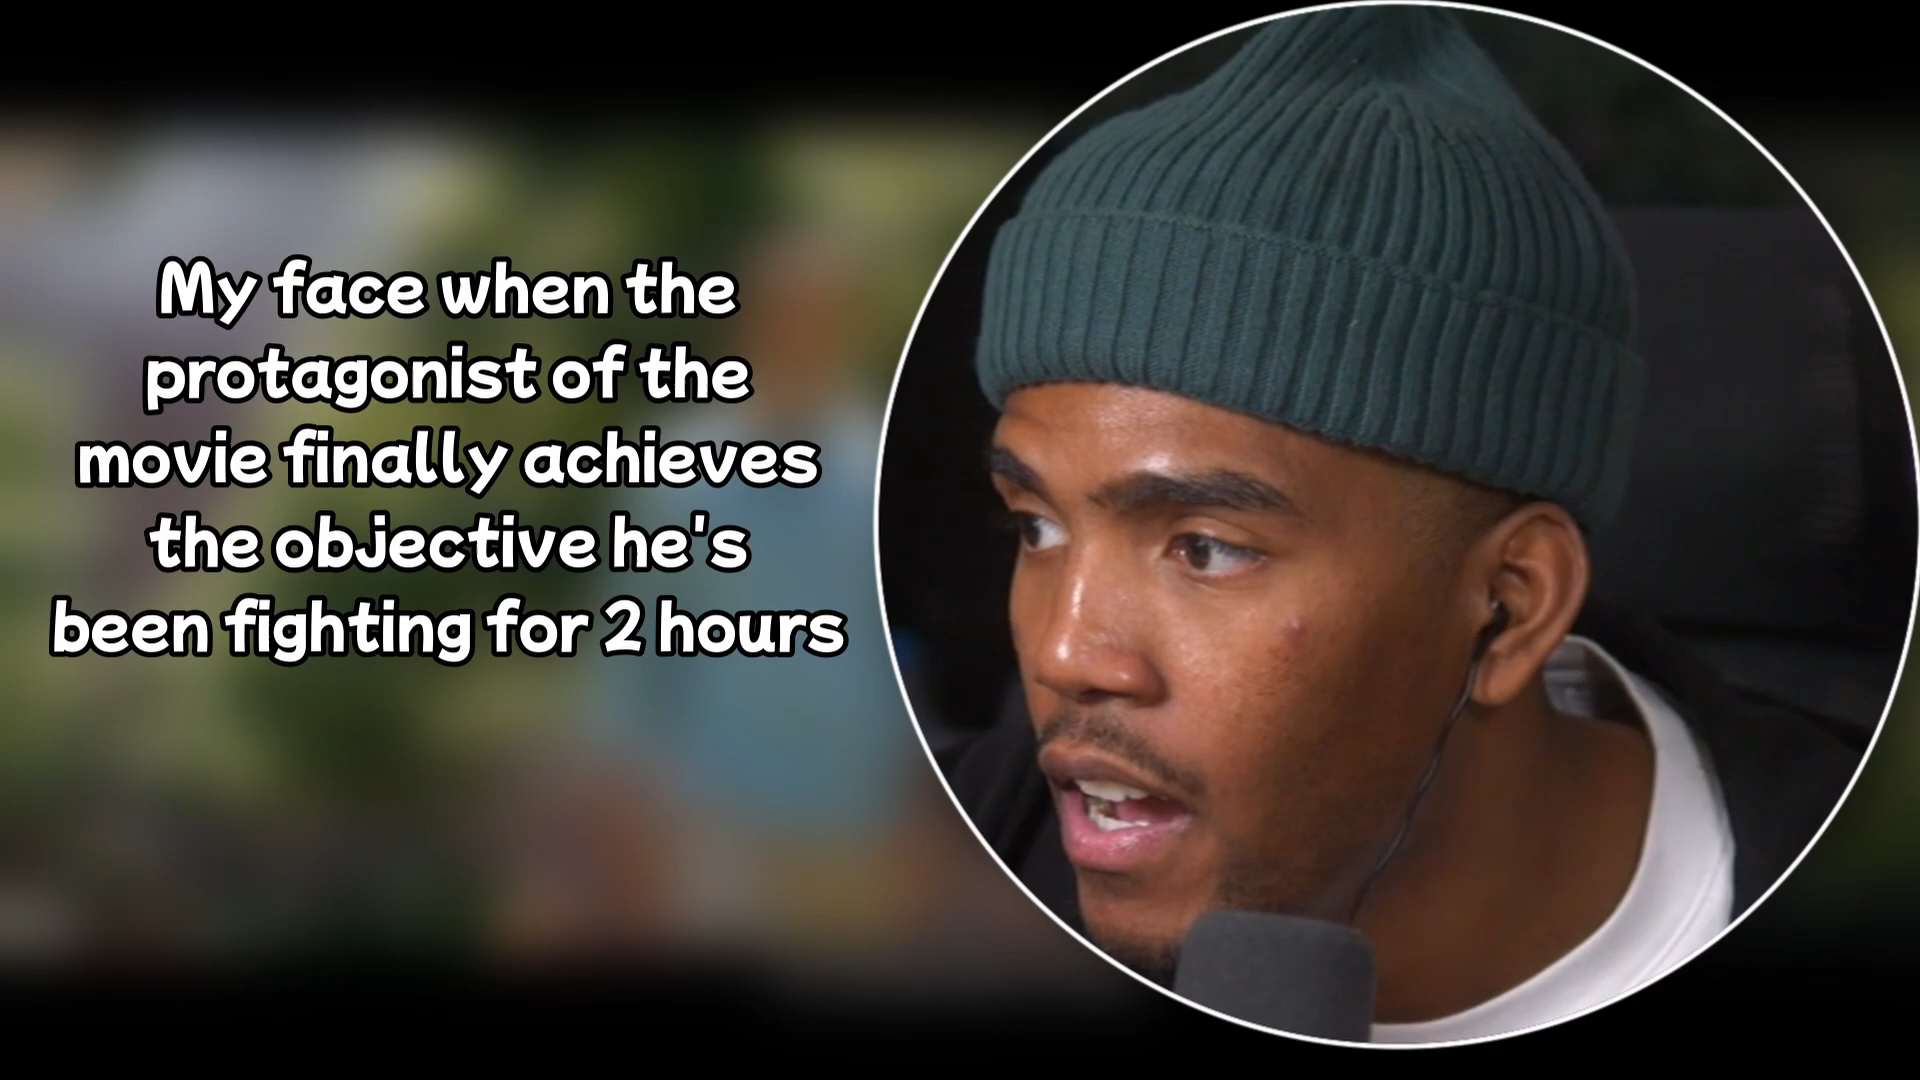 My face when the
protagonist of the
movie finally achieves
the objective he's
been fighting for 2 hours